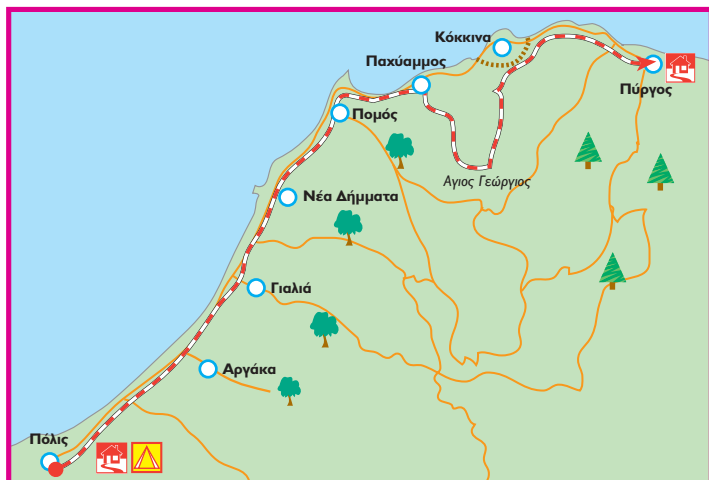 Κόκκινα
Παχύαμμος
Πύργος
Πομός
Αγιος Γεώργιος
Νέα Δήμματα
Γιαλιά
Αργάκα
Πόλις